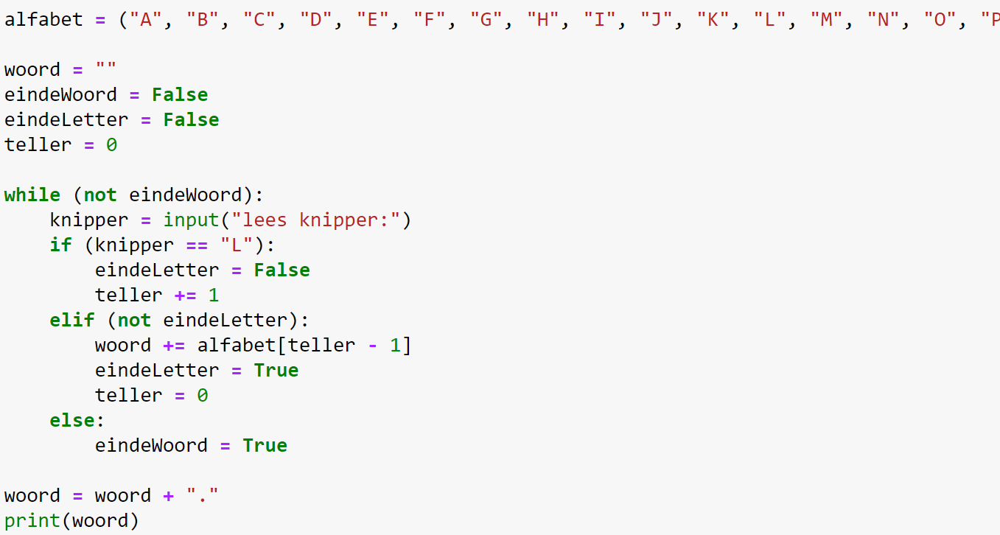 alfabet = ("A", "B", "C", "D", "E", "F", "G", "H", "I", "J", "K", "L", "M", "N", "O", "P
woord = ""
eindeWoord = False
eindeLetter = False
teller = 0
while (not eindeWoord):
    knipper = input("lees knipper:")
    if (knipper == "L"):
        eindeLetter = False
        teller += 1
    elif (not eindeLetter):
        woord += alfabet[teller - 1]
        eindeLetter = True
        teller = 0
    else:
        eindeWoord = True
woord = woord + "."
print(woord)